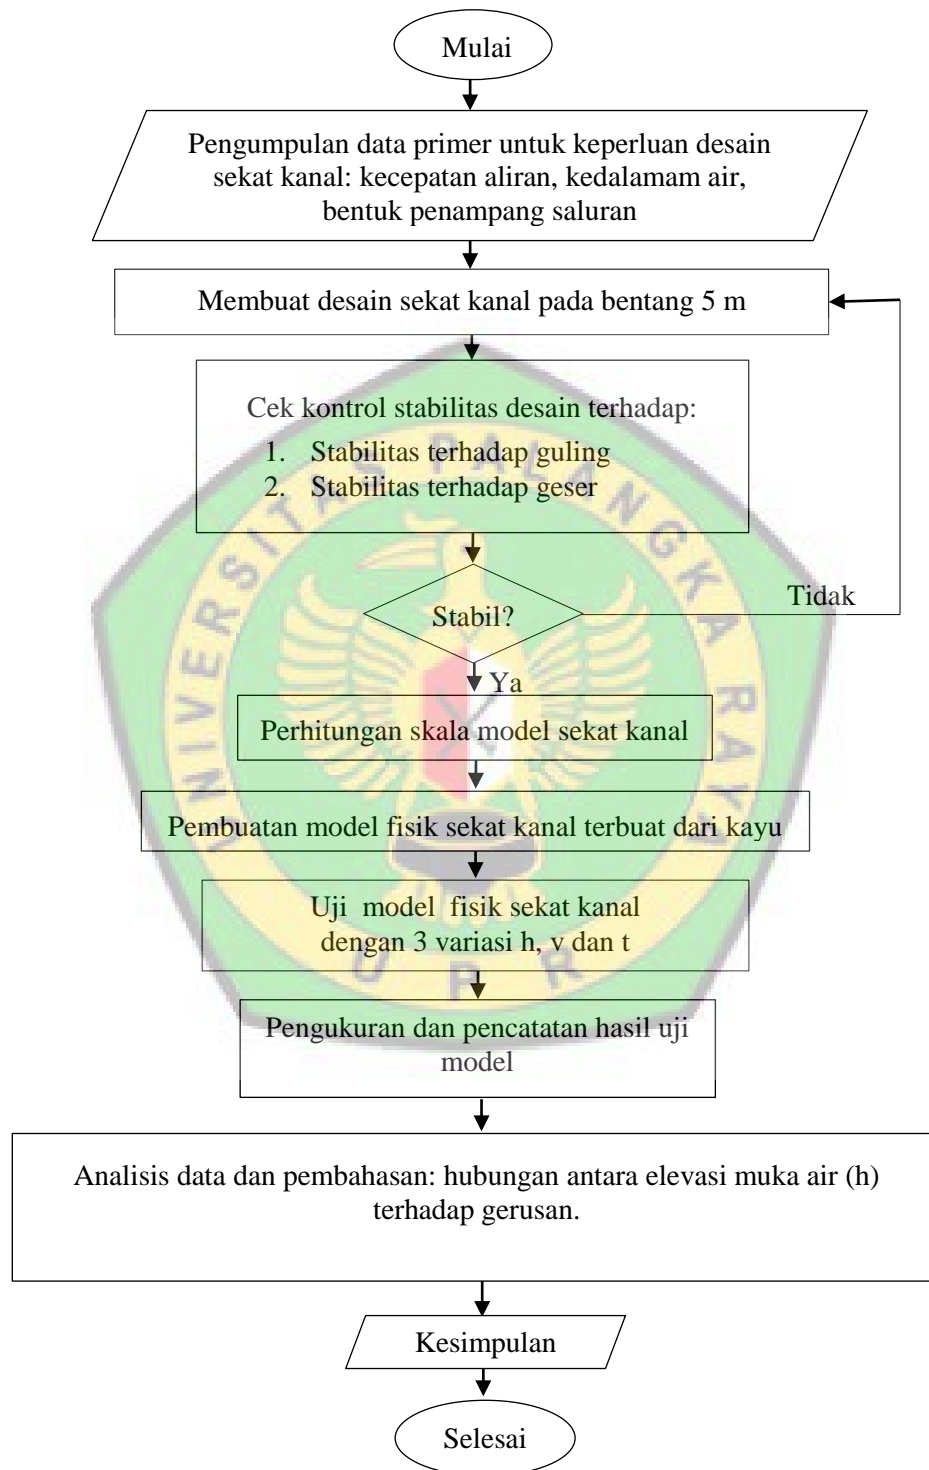 Mulai
Pengumpulan data primer untuk keperluan desain
sekat kanal: kecepatan aliran, kedalamam air,
bentuk penampang saluran
Membuat desain sekat kanal pada bentang 5 m
Cek kontrol stabilitas desain terhadap:
1. Stabilitas terhadap guling
2. Stabilitas terhadap geser
Stabil?
Tidak
Ya
Perhitungan skala model sekat kanal
Pembuatan model fisik sekat kanal terbuat dari kayu
Uji model fisik sekat kanal
dengan 3 variasi h, v dan t
Pengukuran dan pencatatan hasil uji
model
Analisis data dan pembahasan: hubungan antara elevasi muka air (h)
terhadap gerusan.
Kesimpulan
Selesai
UNIVERSITAS PALANGKA RAYA
UPR